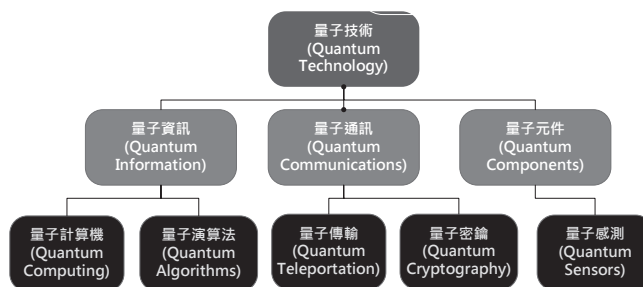 量子技術
(Quantum
Technology)
量子資訊
(Quantum
Information)
量子通訊
(Quantum
Communications)
量子元件
(Quantum
Components)
量子計算機
(Quantum
Computing)
量子演算法
(Quantum
Algorithms)
量子傳輸
(Quantum
Teleportation)
量子密鑰
(Quantum
Cryptography)
量子感測
(Quantum
Sensors)